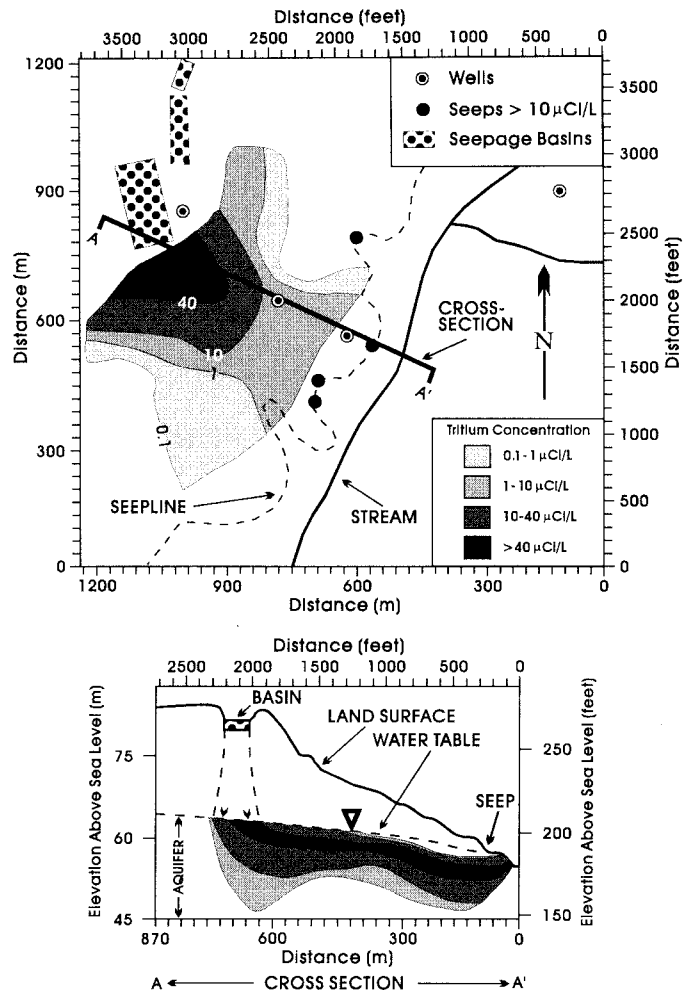 Distance (feet)
3500 3000 2500 2000 1500 1000 500 0
1200
900
600
300
0
Distance (m)
3500
3000
2500
2000
1500
1000
500
0
Distance (feet)
Wells
Seeps > 10 μCi/L
Seepage Basins
A
40
10
1
0.1
CROSS-
SECTION
N
A'
SEEPLINE
STREAM
Tritium Concentration
0.1-1 μCi/L
1-10 μCi/L
10-40 μCi/L
>40 μCi/L
1200 900 600 300 0
Distance (m)
Distance (feet)
2500 2000 1500 1000 500 0
BASIN
LAND SURFACE
WATER TABLE
SEEP
AQUIFER
75
60
45
Elevation Above Sea Level (m)
250
200
150
Elevation Above Sea Level (feet)
870 600 300 0
Distance (m)
A CROSS SECTION A'